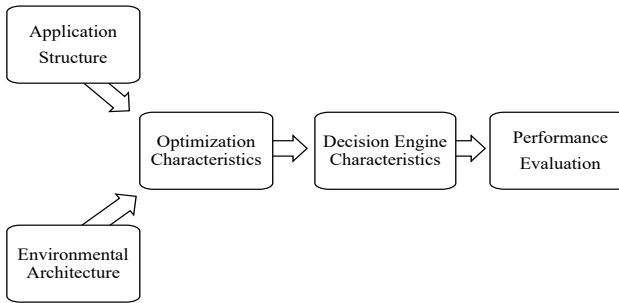 Application
Structure
Optimization
Characteristics
Decision Engine
Characteristics
Performance
Evaluation
Environmental
Architecture